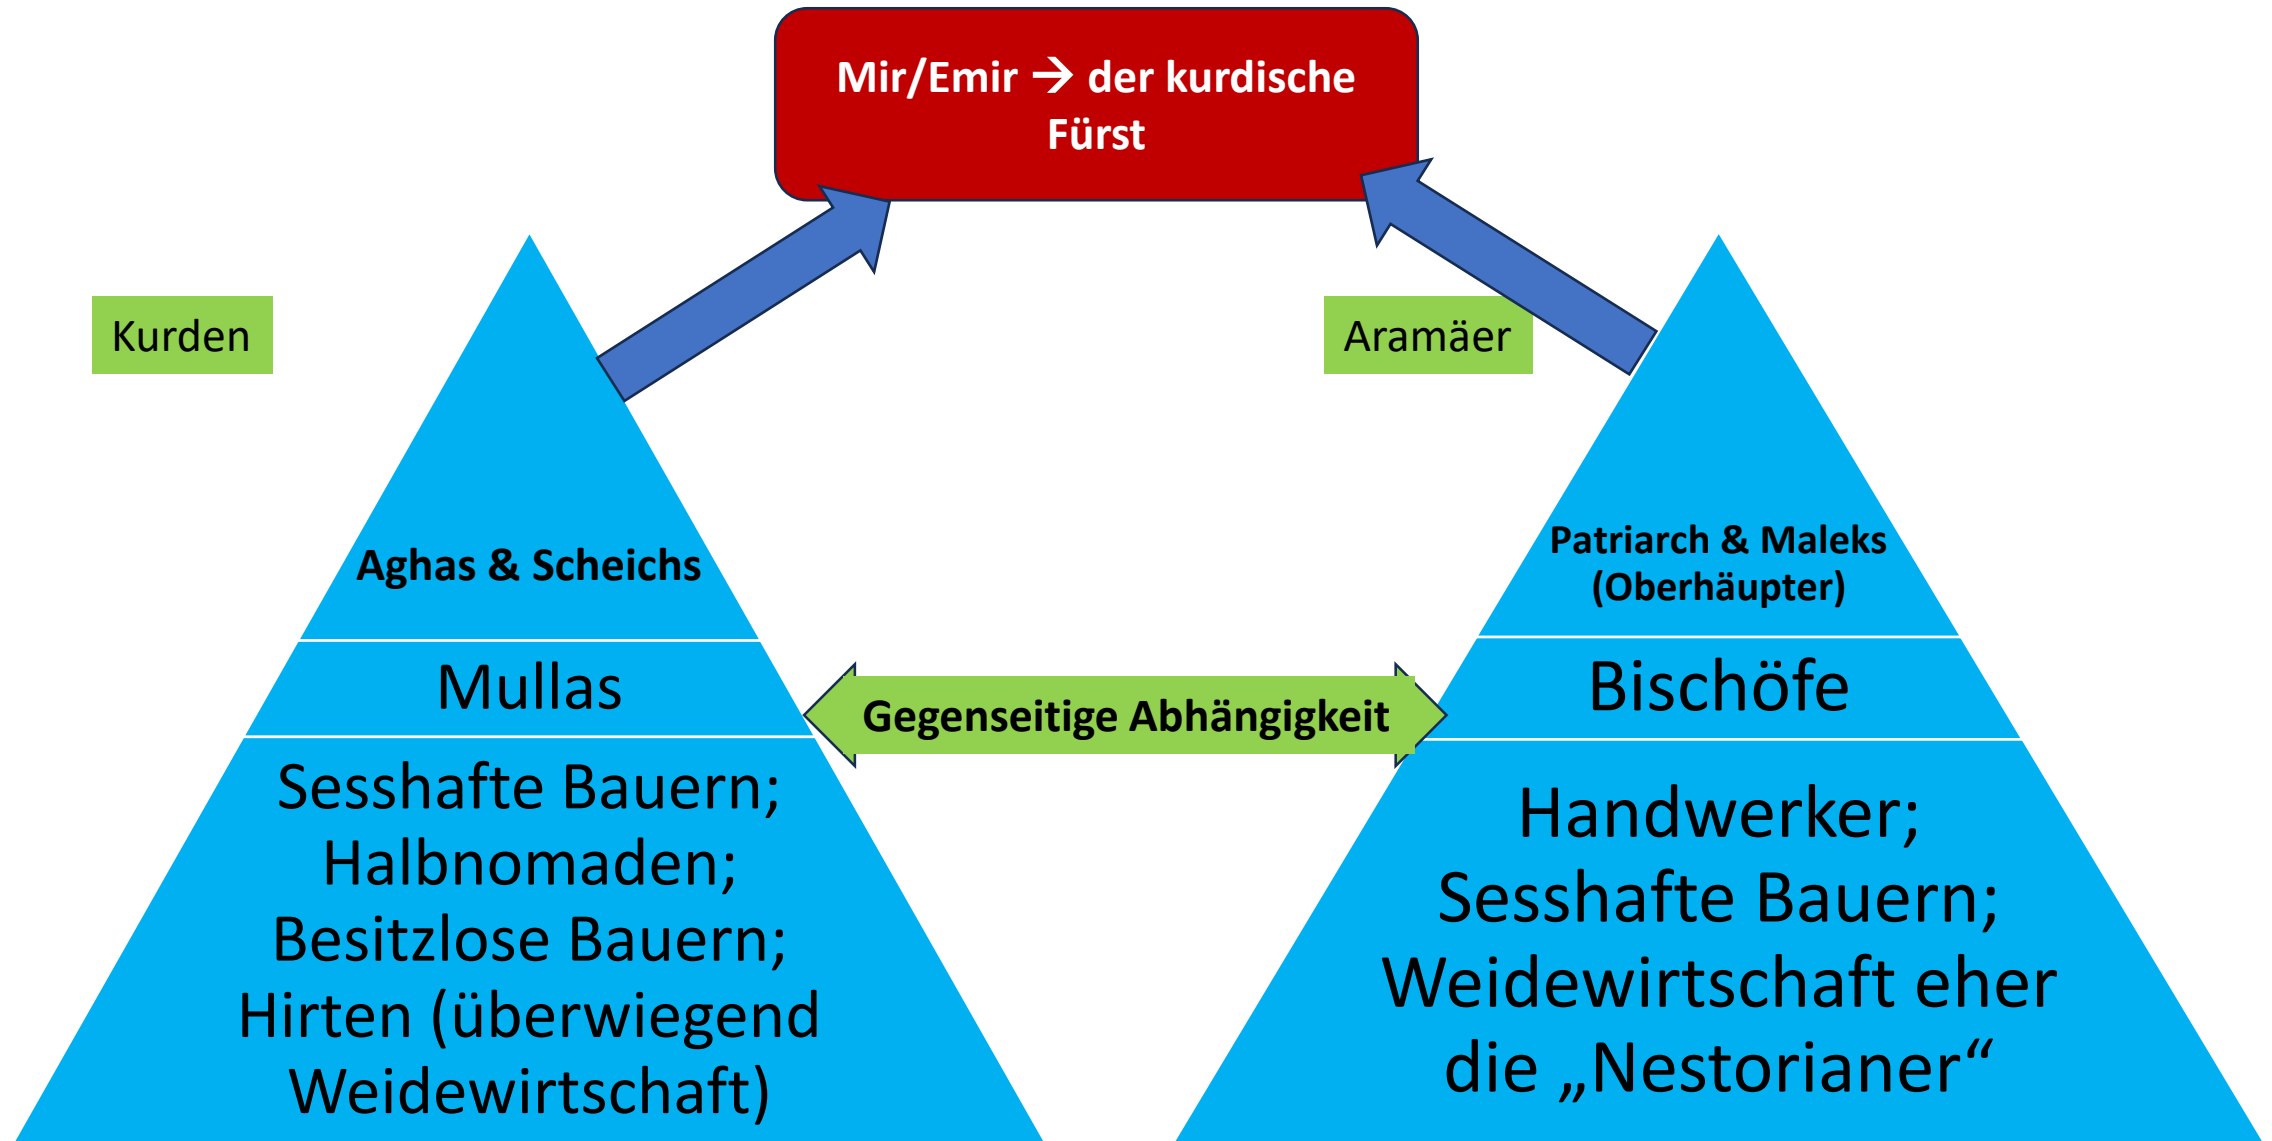 Mir/Emir → der kurdische
Fürst
Kurden
Aramäer
Aghas & Scheichs
Patriarch & Maleks
(Oberhäupter)
Mullas
Gegenseitige Abhängigkeit
Bischöfe
Sesshafte Bauern;
Halbnomaden;
Besitzlose Bauern;
Hirten (überwiegend
Weidewirtschaft)
Handwerker;
Sesshafte Bauern;
Weidewirtschaft eher
die „Nestorianer“